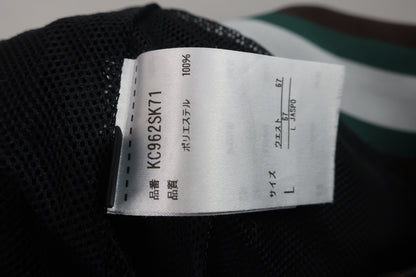 品番 KC962SK71
品質 ポリエステル 100%
サイズ ウエスト 67
67
L L JASPO